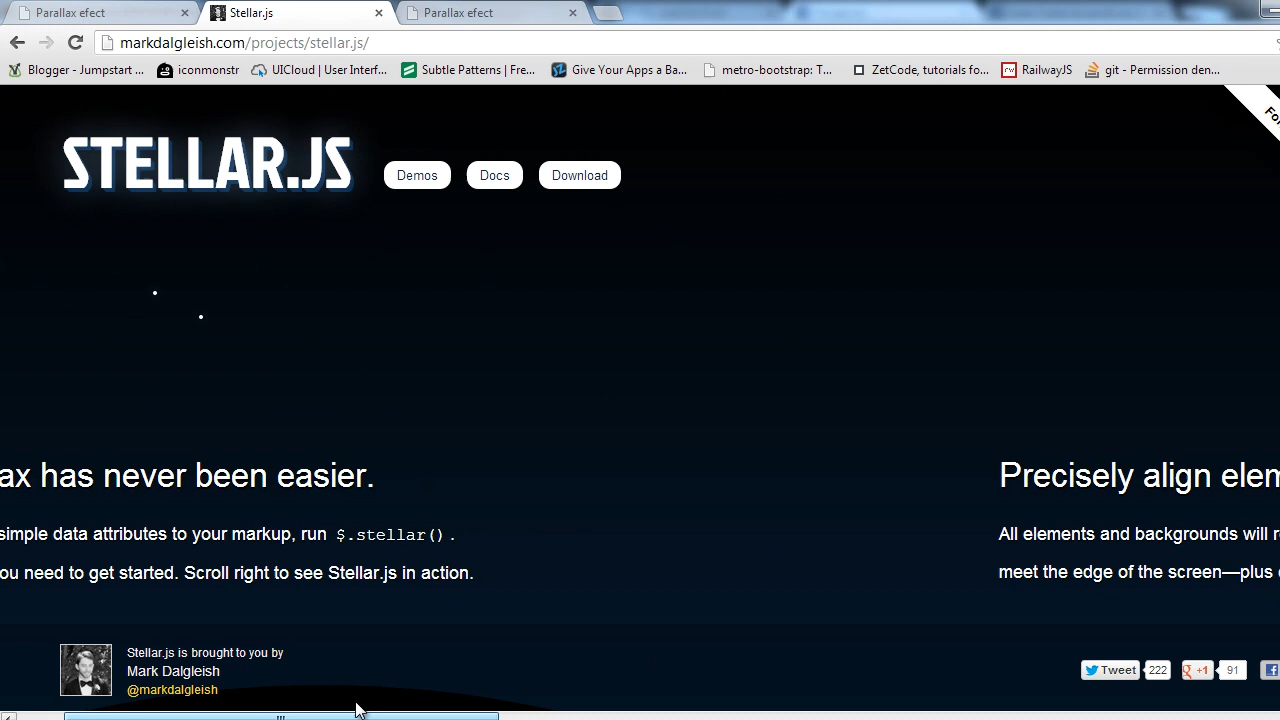 Parallax efect
Stellar.js
Parallax efect
markdalgleish.com/projects/stellar.js/
Blogger - Jumpstart ...
iconmonstr
UICloud | User Interf...
Subtle Patterns | Fre...
Give Your Apps a Ba...
metro-bootstrap: T...
ZetCode, tutorials fo...
RailwayJS
git - Permission den...
STELLAR.JS
Demos
Docs
Download
ax has never been easier.
simple data attributes to your markup, run $.stellar().
ou need to get started. Scroll right to see Stellar.js in action.
Precisely align elem
All elements and backgrounds will r
meet the edge of the screen—plus
Stellar.js is brought to you by
Mark Dalgleish
@markdalgleish
Tweet 222
+1 91